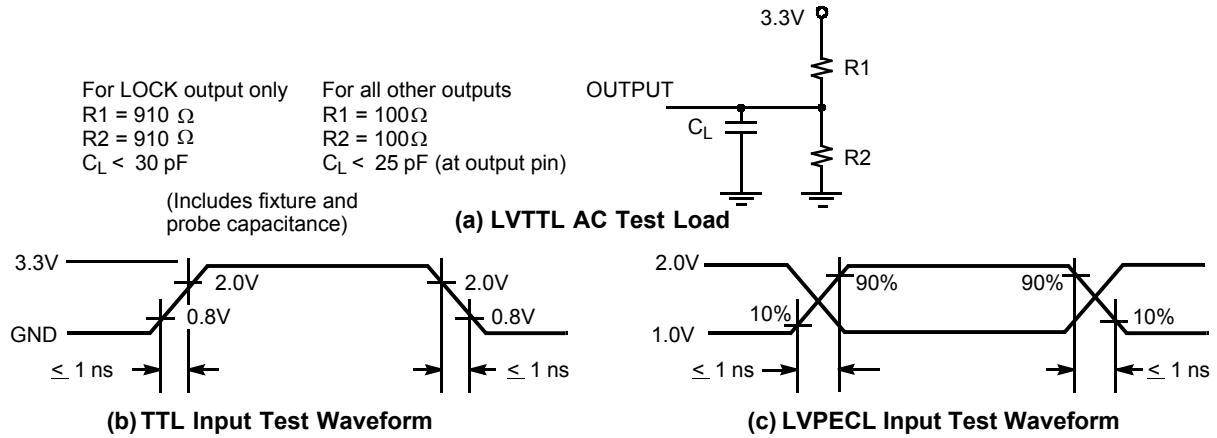 3.3V
R1
OUTPUT
C_L
R2
For LOCK output only
R1 = 910 Ω
R2 = 910 Ω
C_L < 30 pF
For all other outputs
R1 = 100Ω
R2 = 100Ω
C_L < 25 pF (at output pin)
(Includes fixture and
probe capacitance)
(a) LVTTL AC Test Load
3.3V
2.0V
2.0V
0.8V
0.8V
GND
≤ 1 ns
≤ 1 ns
(b) TTL Input Test Waveform
2.0V
90%
90%
10%
10%
1.0V
≤ 1 ns
≤ 1 ns
(c) LVPECL Input Test Waveform